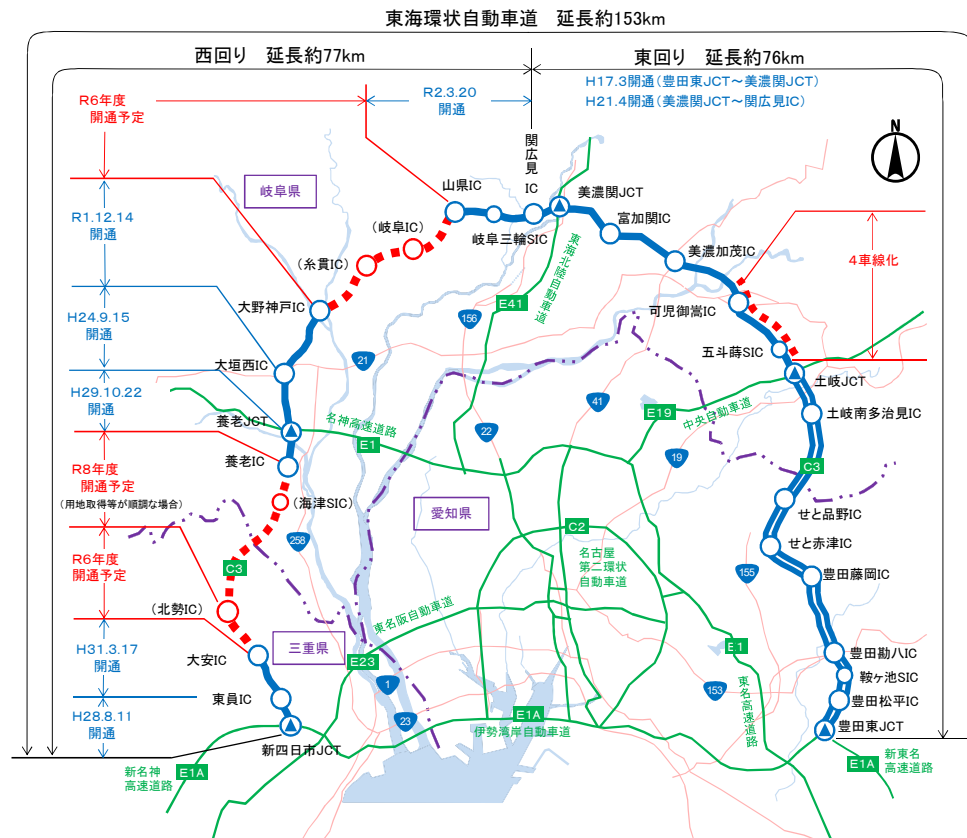 東海環状自動車道　延長約153km
西回り　延長約77km
東回り　延長約76km
H17.3開通(豊田東JCT～美濃関JCT)
H21.4開通(美濃関JCT～関広見IC)
R6年度
開通予定
R2.3.20
開通
関広見IC
N
岐阜県
山県IC
美濃関JCT
富加関IC
岐阜三輪SIC
(岐阜IC)
(糸貫IC)
東海北陸自動車道
美濃加茂IC
4車線化
R1.12.14
開通
大野神戸IC
E41
156
可児御嵩IC
五斗蒔SIC
H24.9.15
開通
大垣西IC
21
土岐JCT
H29.10.22
開通
41
E19
中央自動車道
土岐南多治見IC
養老JCT
名神高速道路
E1
22
19
養老IC
C3
R8年度
開通予定
(用地取得等が順調な場合)
(海津SIC)
愛知県
せと品野IC
C2
258
せと赤津IC
名古屋
第二環状
自動車道
R6年度
開通予定
C3
155
豊田藤岡IC
(北勢IC)
東名阪自動車道
三重県
H31.3.17
開通
大安IC
E23
E1
豊田勘八IC
鞍ヶ池SIC
1
153
東名高速道路
豊田松平IC
東員IC
H28.8.11
開通
23
E1A
伊勢湾岸自動車道
豊田東JCT
新四日市JCT
新名神
高速道路
E1A
E1A
新東名
高速道路